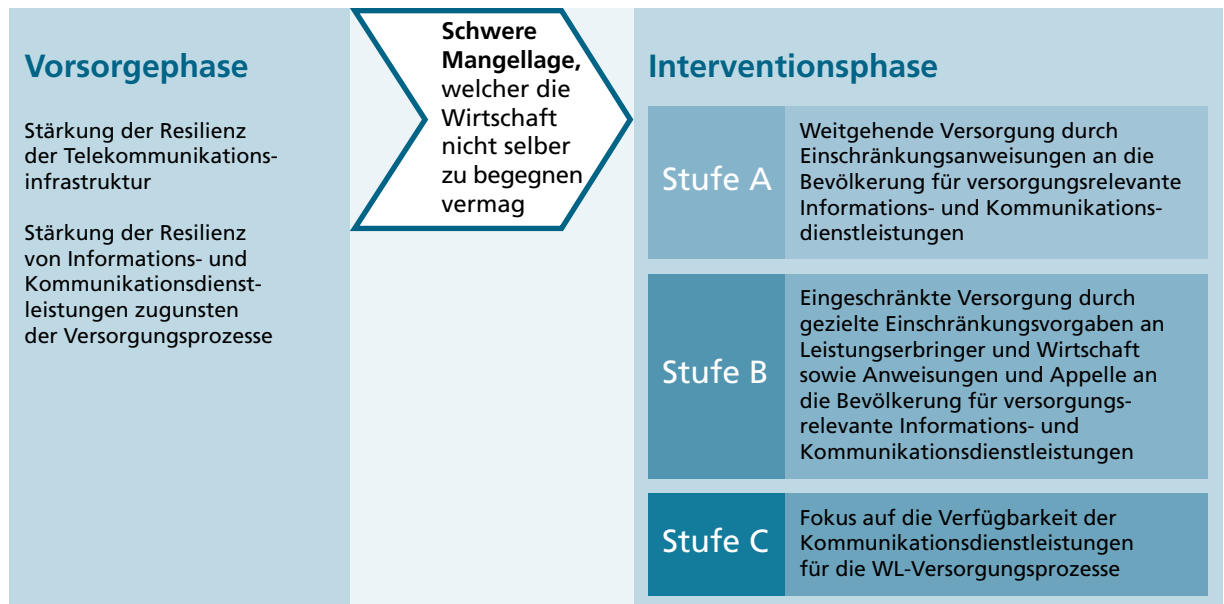 Vorsorgephase
Stärkung der Resilienz
der Telekommunikations-
infrastruktur
Stärkung der Resilienz
von Informations- und
Kommunikationsdienst-
leistungen zugunsten
der Versorgungsprozesse
Schwere
Mangellage,
welcher die
Wirtschaft
nicht selber
zu begegnen
vermag
Interventionsphase
Stufe A
Weitgehende Versorgung durch
Einschränkungsanweisungen an die
Bevölkerung für versorgungsrelevante
Informations- und Kommunikations-
dienstleistungen
Stufe B
Eingeschränkte Versorgung durch
gezielte Einschränkungsvorgaben an
Leistungserbringer und Wirtschaft
sowie Anweisungen und Appelle an
die Bevölkerung für versorgungs-
relevante Informations- und
Kommunikationsdienstleistungen
Stufe C
Fokus auf die Verfügbarkeit der
Kommunikationsdienstleistungen
für die WL-Versorgungsprozesse